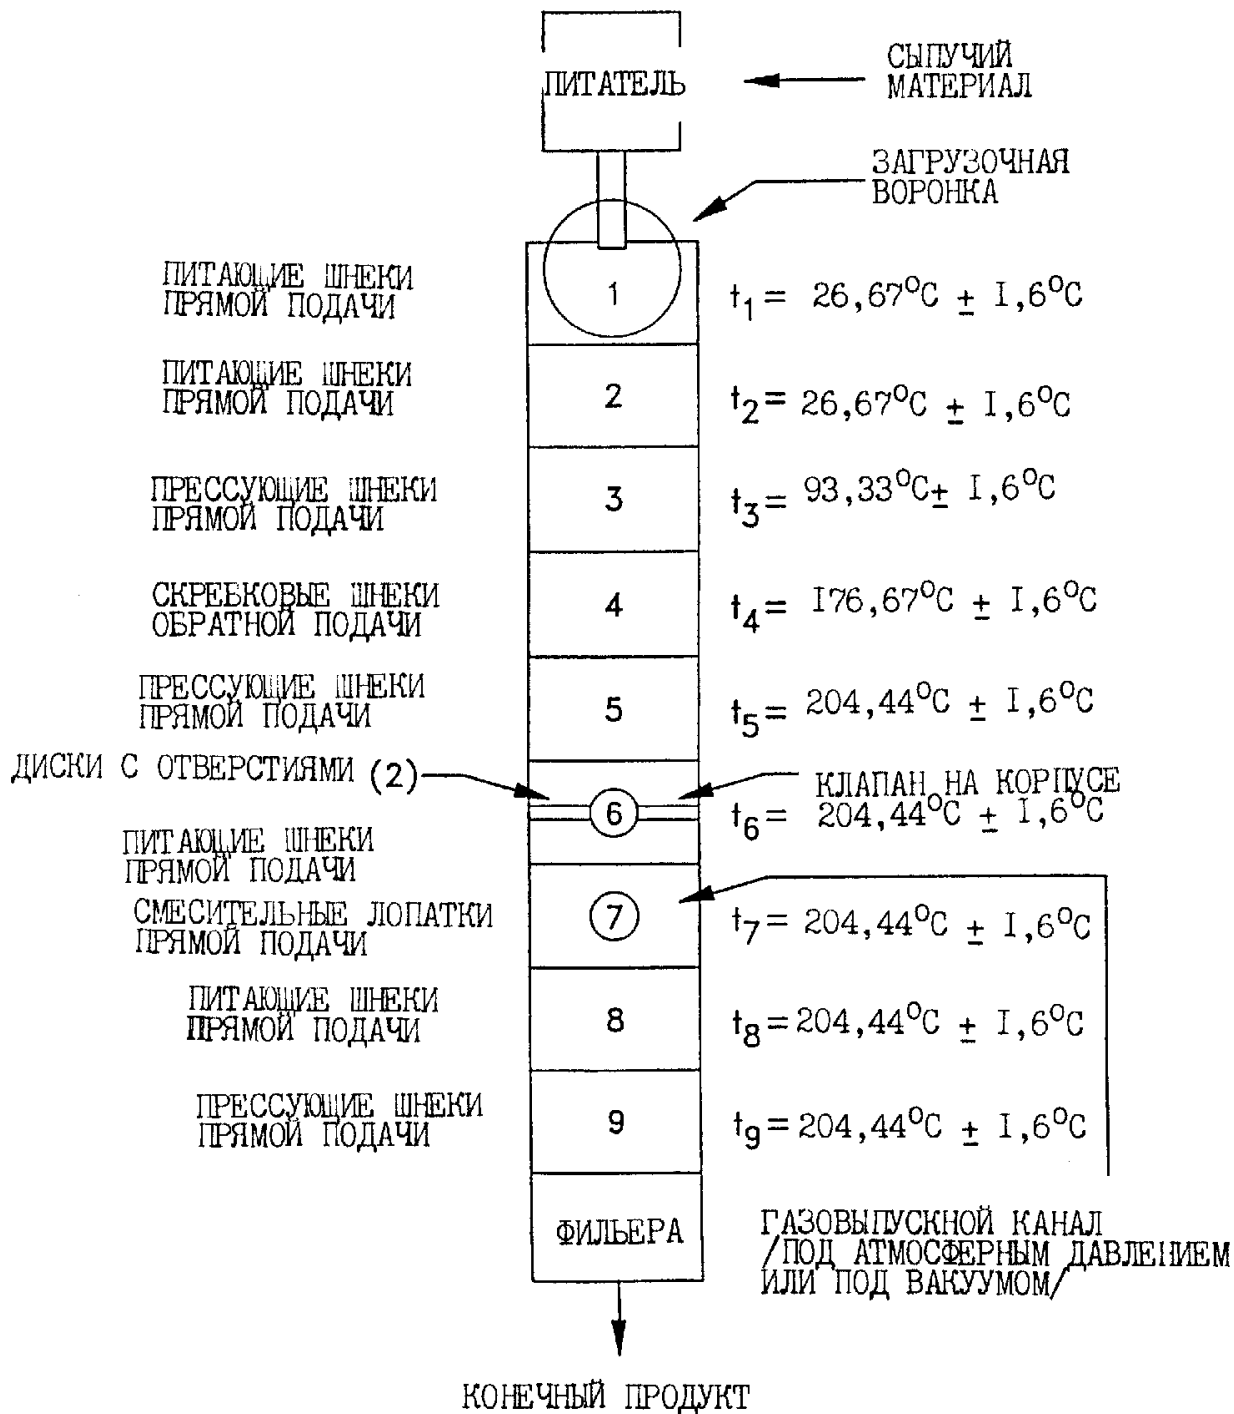 ПИТАТЕЛЬ
СЫПУЧИЙ
МАТЕРИАЛ
ЗАГРУЗОЧНАЯ
ВОРОНКА
ПИТАЮЩИЕ ШНЕКИ
ПРЯМОЙ ПОДАЧИ
1
t1 = 26,67°C ± I,6°C
ПИТАЮЩИЕ ШНЕКИ
ПРЯМОЙ ПОДАЧИ
2
t2 = 26,67°C ± I,6°C
ПРЕССУЮЩИЕ ШНЕКИ
ПРЯМОЙ ПОДАЧИ
3
t3 = 93,33°C ± I,6°C
СКРЕБКОВЫЕ ШНЕКИ
ОБРАТНОЙ ПОДАЧИ
4
t4 = I76,67°C ± I,6°C
ПРЕССУЮЩИЕ ШНЕКИ
ПРЯМОЙ ПОДАЧИ
5
t5 = 204,44°C ± I,6°C
ДИСКИ С ОТВЕРСТИЯМИ (2)
6
КЛАПАН НА КОРПУСЕ
t6 = 204,44°C ± I,6°C
ПИТАЮЩИЕ ШНЕКИ
ПРЯМОЙ ПОДАЧИ
СМЕСИТЕЛЬНЫЕ ЛОПАТКИ
ПРЯМОЙ ПОДАЧИ
7
t7 = 204,44°C ± I,6°C
ПИТАЮЩИЕ ШНЕКИ
ПРЯМОЙ ПОДАЧИ
8
t8 = 204,44°C ± I,6°C
ПРЕССУЮЩИЕ ШНЕКИ
ПРЯМОЙ ПОДАЧИ
9
t9 = 204,44°C ± I,6°C
ФИЛЬЕРА
ГАЗОВЫПУСКНОЙ КАНАЛ
/ПОД АТМОСФЕРНЫМ ДАВЛЕНИЕМ
ИЛИ ПОД ВАКУУМОМ/
КОНЕЧНЫЙ ПРОДУКТ